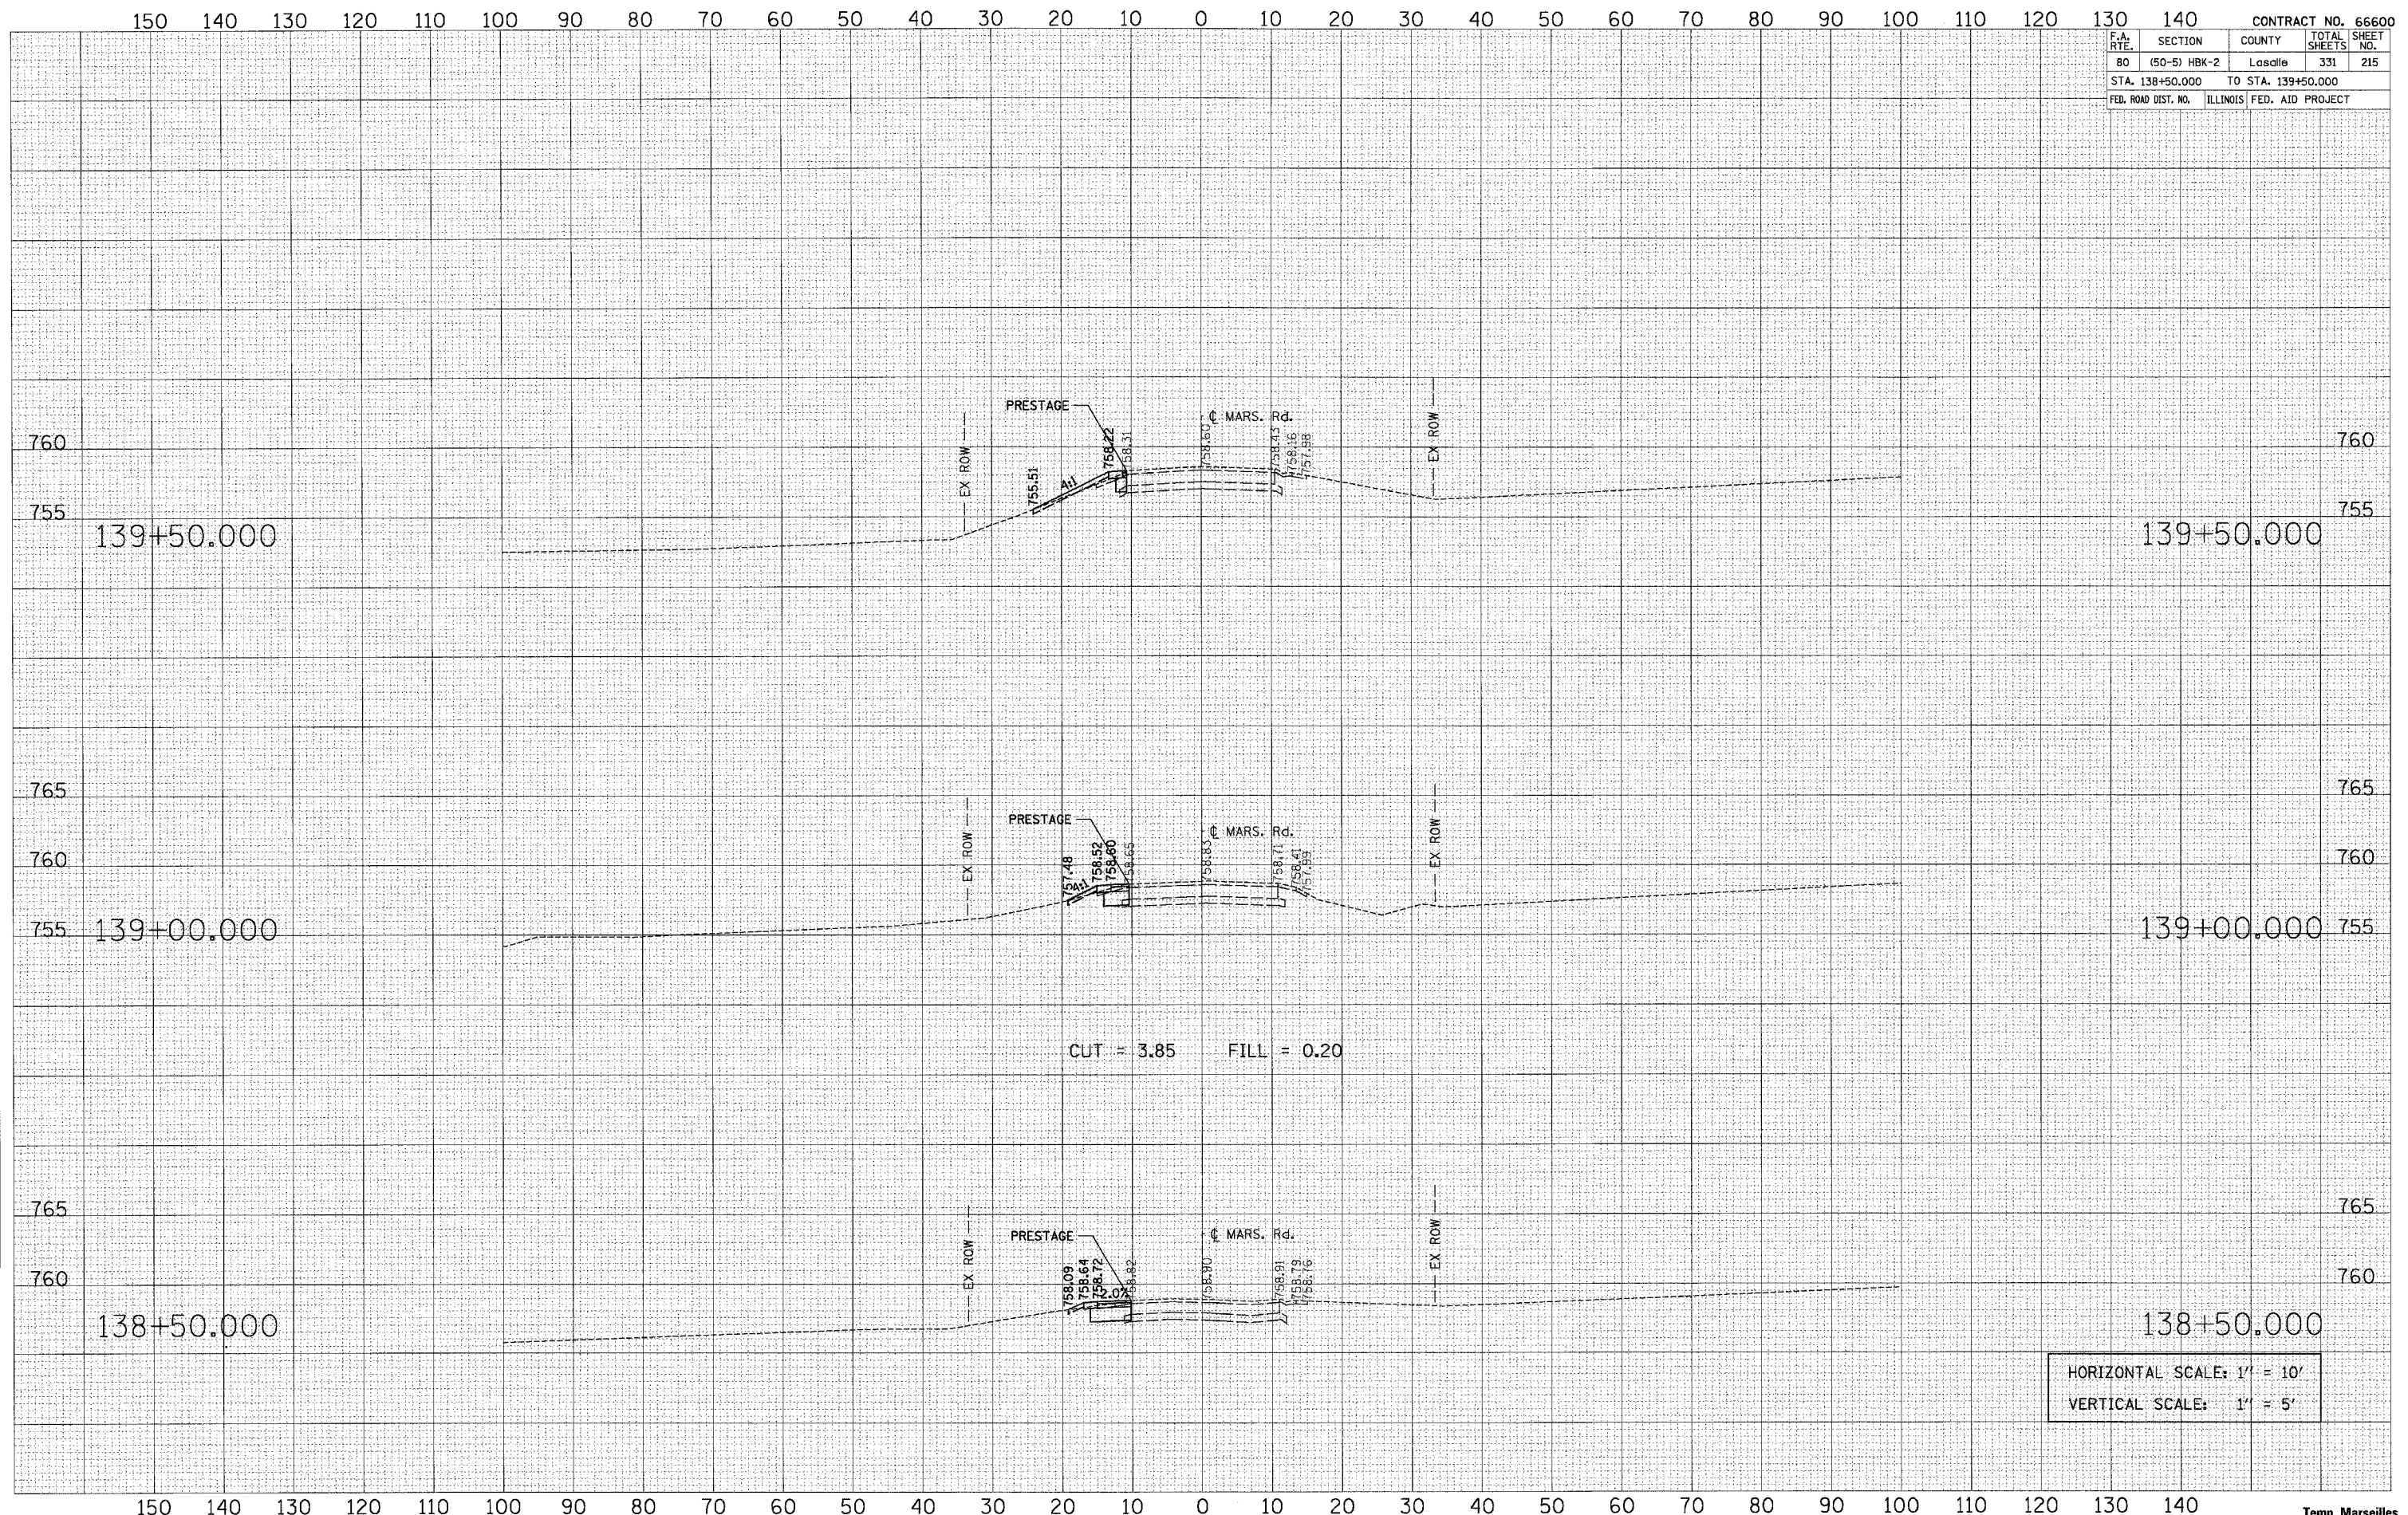 150 140 130 120 110 100 90 80 70 60 50 40 30 20 10 0 10 20 30 40 50 60 70 80 90 100 110 120 130 140
CONTRACT NO. 66600
F.A. RTE. SECTION COUNTY TOTAL SHEETS SHEET NO.
80 (50-5) HBK-2 Lasalle 331 215
STA. 138+50.000 TO STA. 139+50.000
FED. ROAD DIST. NO. ILLINOIS FED. AID PROJECT
PRESTAGE
℄ MARS. Rd.
EX ROW
EX ROW
760
760
755.51
4:1
758.22
758.31
758.60
758.43
758.16
757.98
755
755
139+50.000
139+50.000
765
765
PRESTAGE
℄ MARS. Rd.
EX ROW
EX ROW
760
760
757.48
4:1
758.52
758.60
758.65
758.83
758.71
758.41
757.99
755 139+00.000
139+00.000 755
CUT = 3.85 FILL = 0.20
765
765
PRESTAGE
℄ MARS. Rd.
EX ROW
EX ROW
760
760
758.09
758.64
758.72
2.0%
758.82
758.90
758.91
758.79
758.76
138+50.000
138+50.000
HORIZONTAL SCALE: 1" = 10'
VERTICAL SCALE: 1" = 5'
150 140 130 120 110 100 90 80 70 60 50 40 30 20 10 0 10 20 30 40 50 60 70 80 90 100 110 120 130 140
Temp_Marseilles